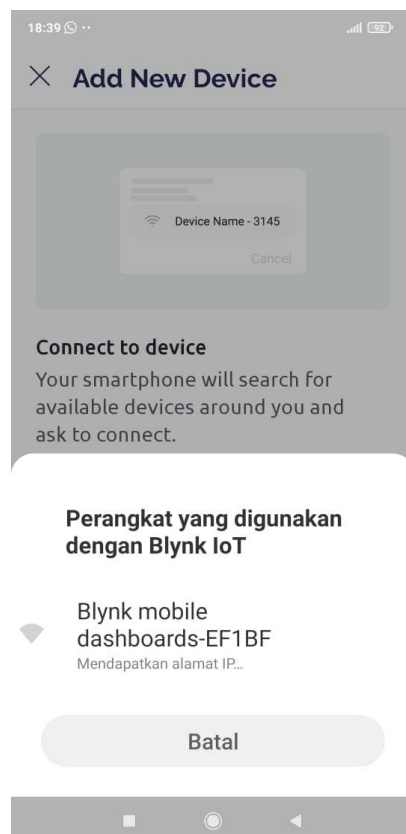 18:39
92
Add New Device
Device Name - 3145
Cancel
Connect to device
Your smartphone will search for
available devices around you and
ask to connect.
Perangkat yang digunakan
dengan Blynk IoT
Blynk mobile
dashboards-EF1BF
Mendapatkan alamat IP...
Batal